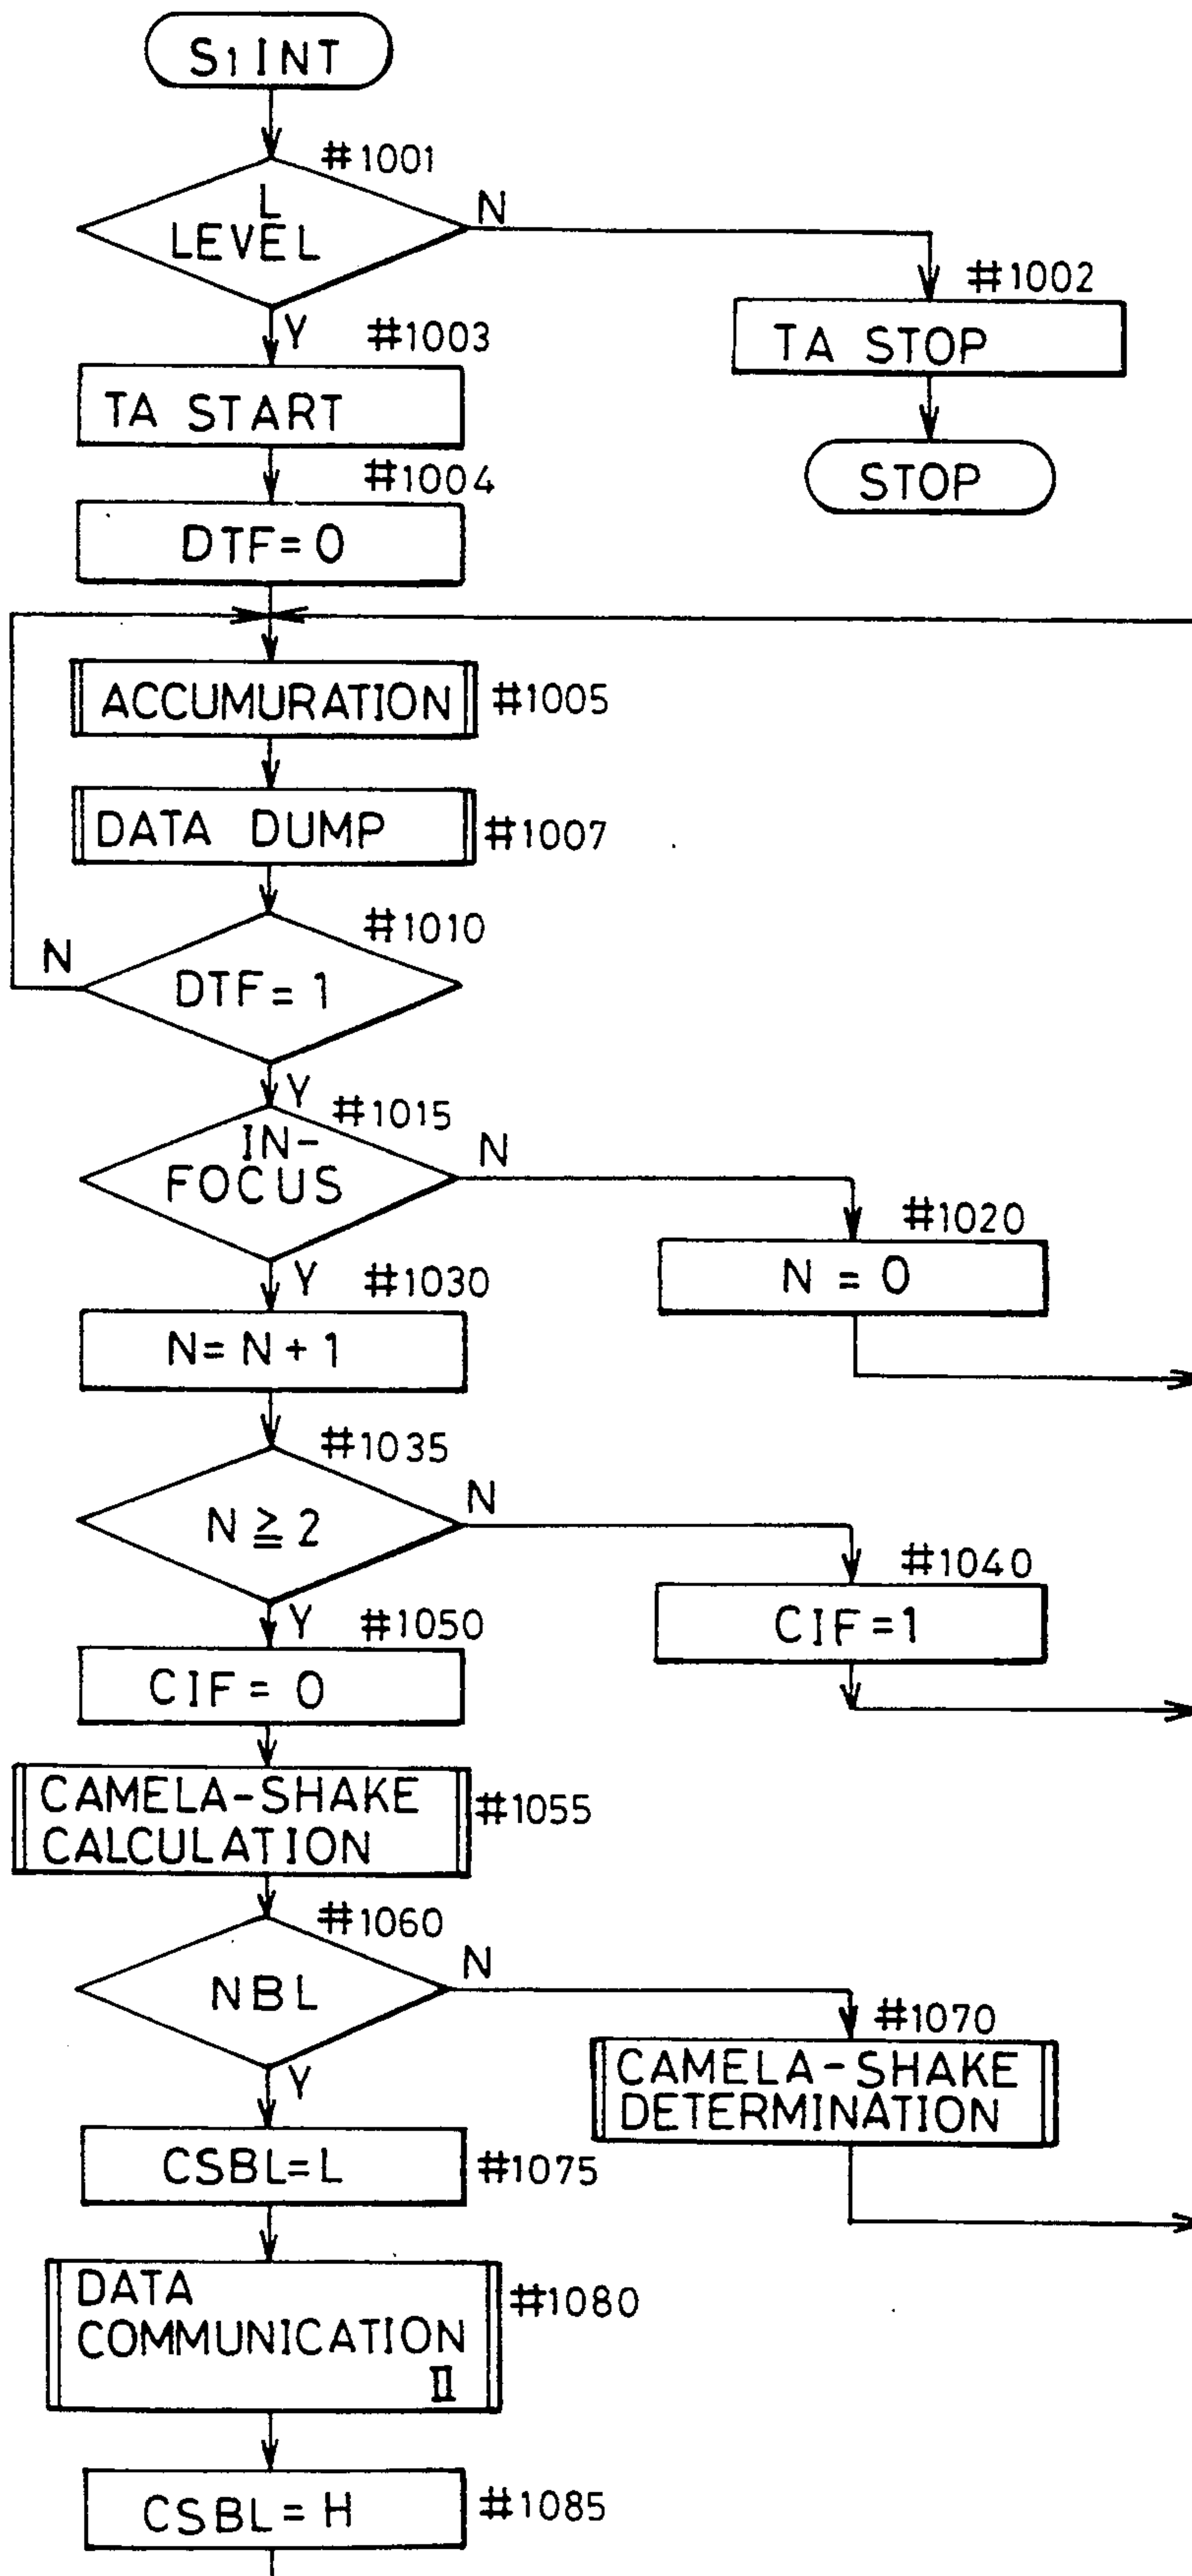 S1 INT
#1001
L
LEVEL
N
Y
#1002
TA STOP
STOP
#1003
TA START
#1004
DTF=0
ACCUMURATION
#1005
DATA DUMP
#1007
#1010
DTF=1
N
Y
#1015
IN-
FOCUS
N
Y
#1020
N=0
#1030
N=N+1
#1035
N≧2
N
Y
#1040
CIF=1
#1050
CIF=0
CAMELA-SHAKE
CALCULATION
#1055
#1060
NBL
N
Y
#1070
CAMELA-SHAKE
DETERMINATION
CSBL=L
#1075
DATA
COMMUNICATION
II
#1080
CSBL=H
#1085